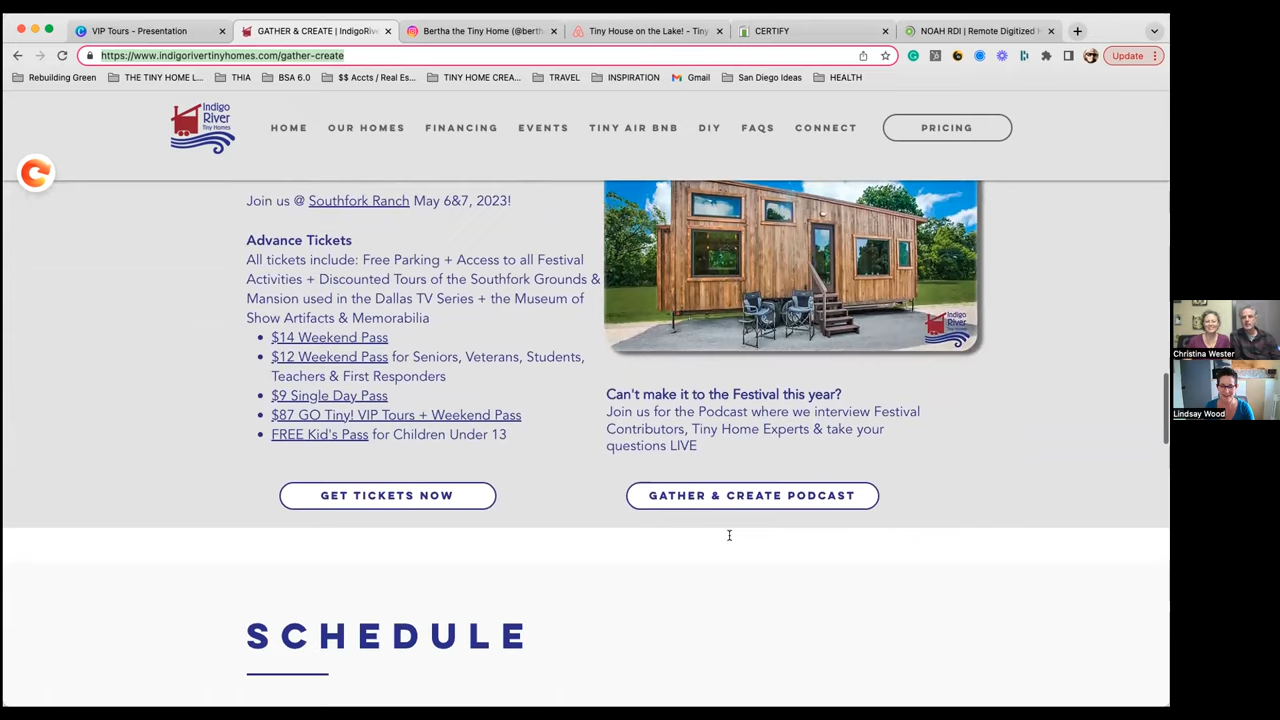 VIP Tours - Presentation
GATHER & CREATE | IndigoRive
Bertha the Tiny Home (@berth
Tiny House on the Lake! - Tiny
CERTIFY
NOAH RDI | Remote Digitized H
https://www.indigorivertinyhomes.com/gather-create
Update
Rebuilding Green
THE TINY HOME L...
THIA
BSA 6.0
$$ Accts / Real Es...
TINY HOME CREA...
TRAVEL
INSPIRATION
Gmail
San Diego Ideas
HEALTH
Indigo
River
Tiny Homes
HOME
OUR HOMES
FINANCING
EVENTS
TINY AIR BNB
DIY
FAQS
CONNECT
PRICING
Join us @ Southfork Ranch May 6&7, 2023!
Advance Tickets
All tickets include: Free Parking + Access to all Festival
Activities + Discounted Tours of the Southfork Grounds &
Mansion used in the Dallas TV Series + the Museum of
Show Artifacts & Memorabilia
$14 Weekend Pass
$12 Weekend Pass for Seniors, Veterans, Students,
Teachers & First Responders
$9 Single Day Pass
$87 GO Tiny! VIP Tours + Weekend Pass
FREE Kid's Pass for Children Under 13
GET TICKETS NOW
Indigo
River
Tiny Homes
Can't make it to the Festival this year?
Join us for the Podcast where we interview Festival
Contributors, Tiny Home Experts & take your
questions LIVE
GATHER & CREATE PODCAST
SCHEDULE
Christina Wester
Lindsay Wood